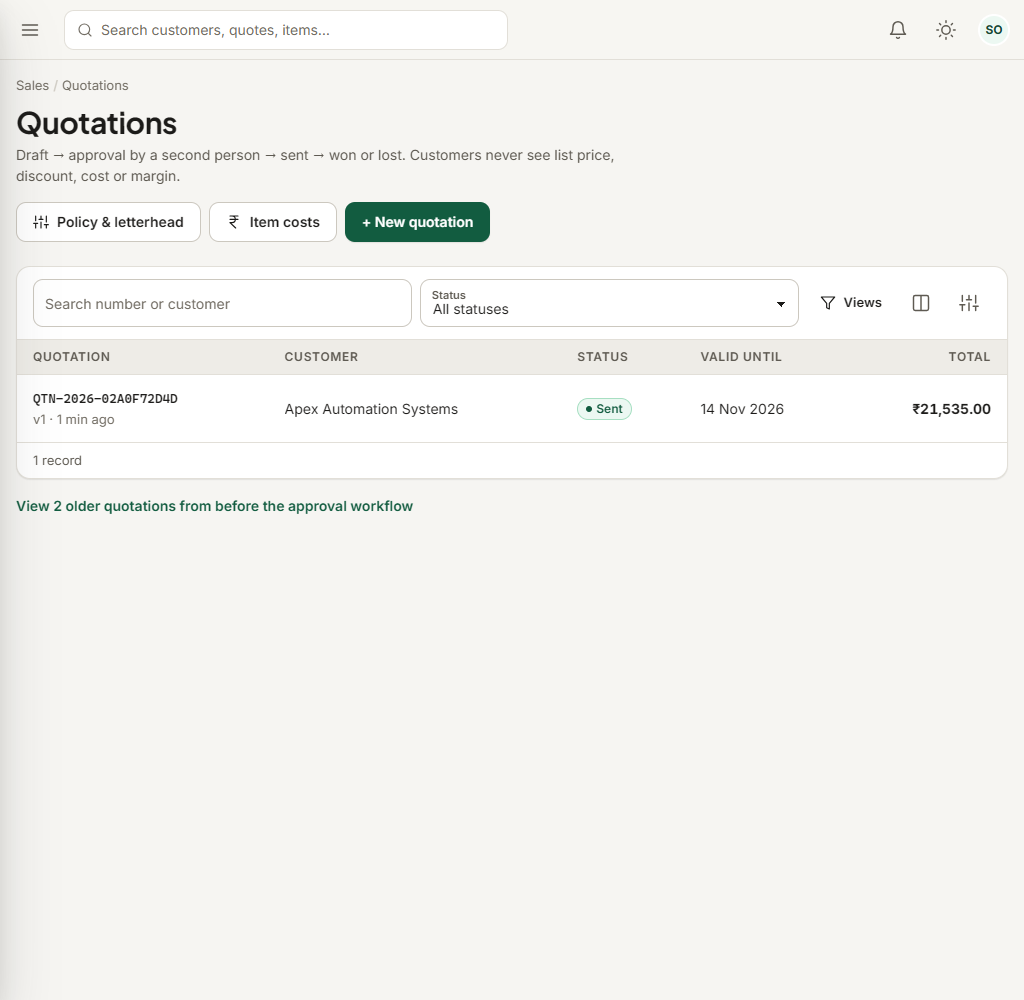 Search customers, quotes, items...
SO
Sales / Quotations
Quotations
Draft → approval by a second person → sent → won or lost. Customers never see list price,
discount, cost or margin.
Policy & letterhead
₹ Item costs
+ New quotation
Search number or customer
Status
All statuses
Views
QUOTATION CUSTOMER STATUS VALID UNTIL TOTAL
QTN-2026-02A0F72D4D
v1 · 1 min ago
Apex Automation Systems
Sent
14 Nov 2026
₹21,535.00
1 record
View 2 older quotations from before the approval workflow